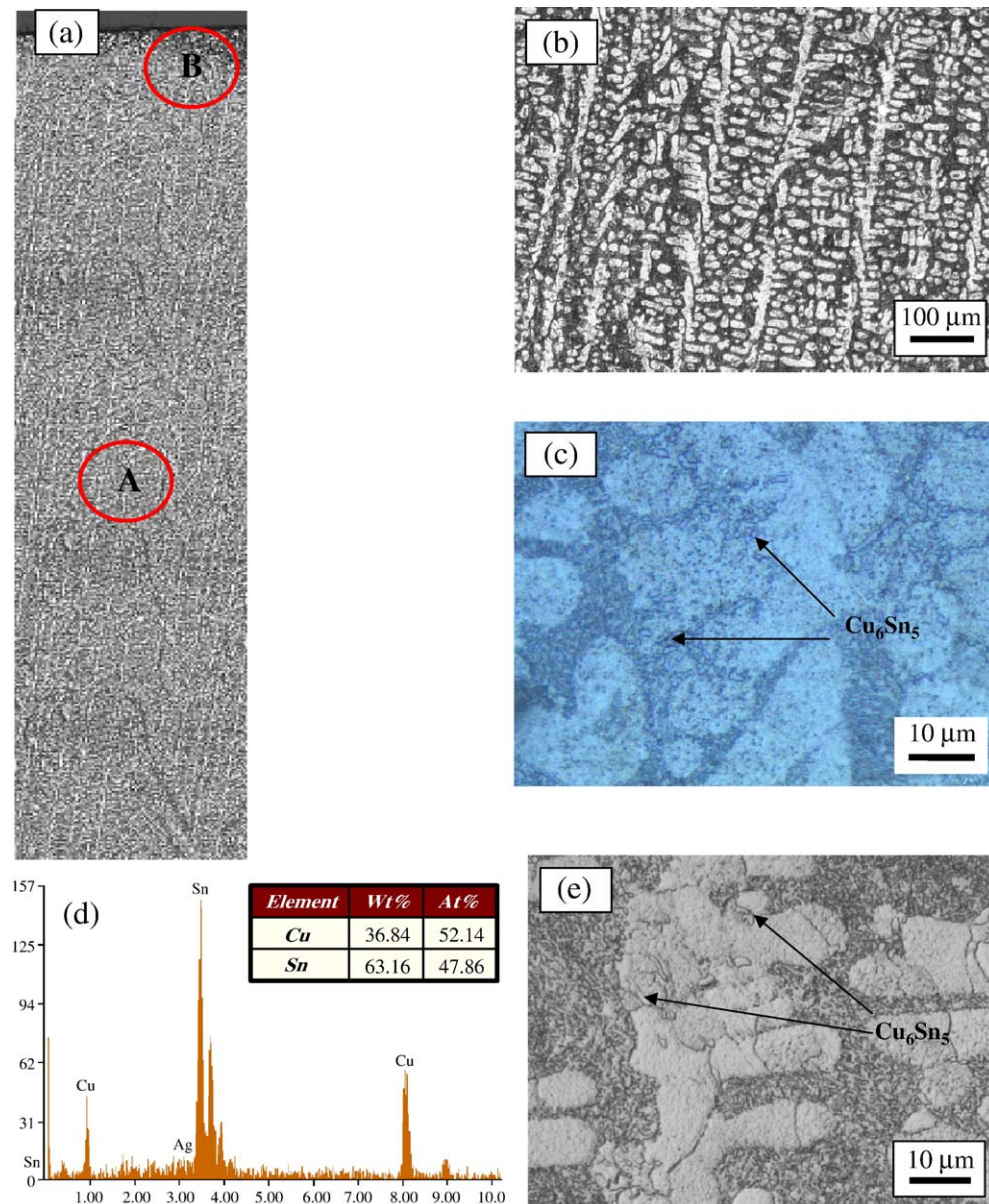 (a)
B
A
(b)
100 μm
(c)
Cu₆Sn₅
10 μm
(d)
157
125
94
62
31
0
Sn
Cu
Ag
Sn
Cu
1.00 2.00 3.00 4.00 5.00 6.00 7.00 8.00 9.00 10.0
Element Wt% At%
Cu 36.84 52.14
Sn 63.16 47.86
(e)
Cu₆Sn₅
10 μm